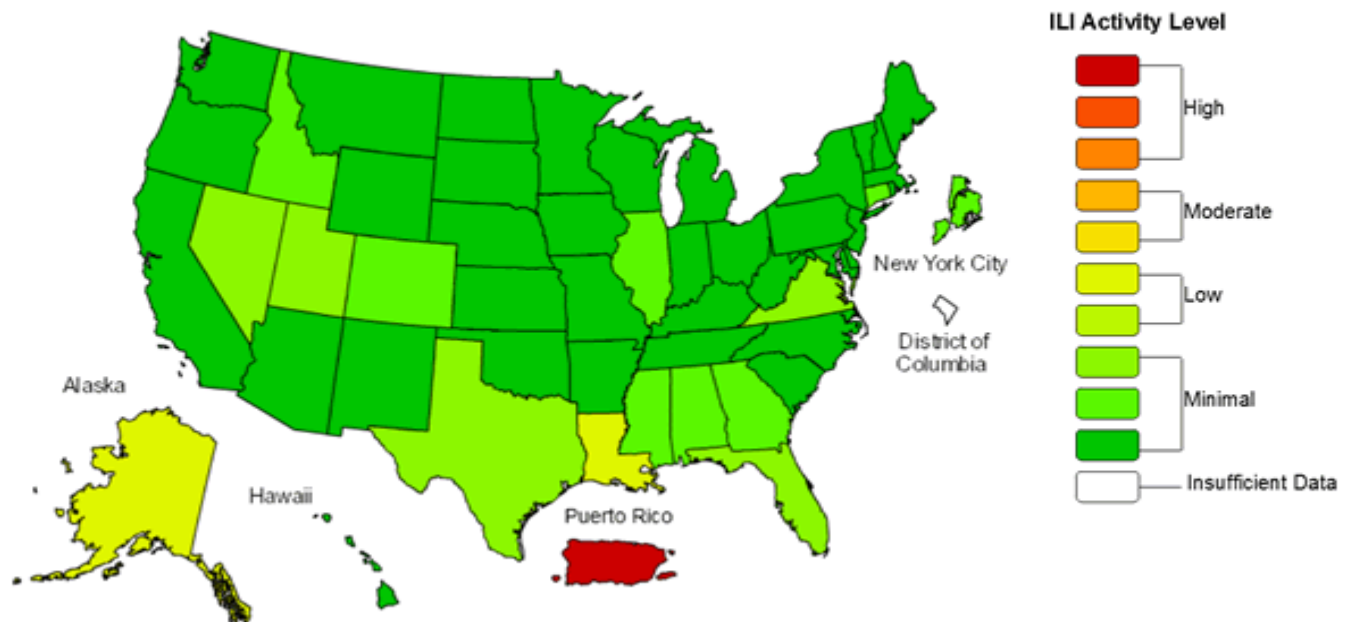 ILI Activity Level
High
Moderate
Low
Minimal
Insufficient Data
New York City
District of
Columbia
Alaska
Hawaii
Puerto Rico